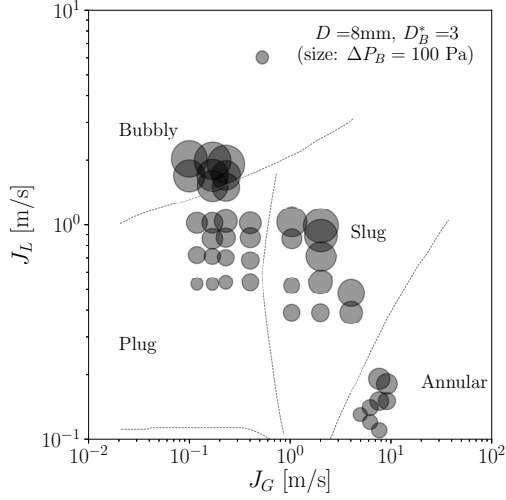 10^1
D =8mm, D_B^*=3
(size: ΔP_B = 100 Pa)
Bubbly
J_L [m/s]
10^0
Slug
Plug
Annular
10^{-1}
10^{-2} 10^{-1} 10^0 10^1 10^2
J_G [m/s]